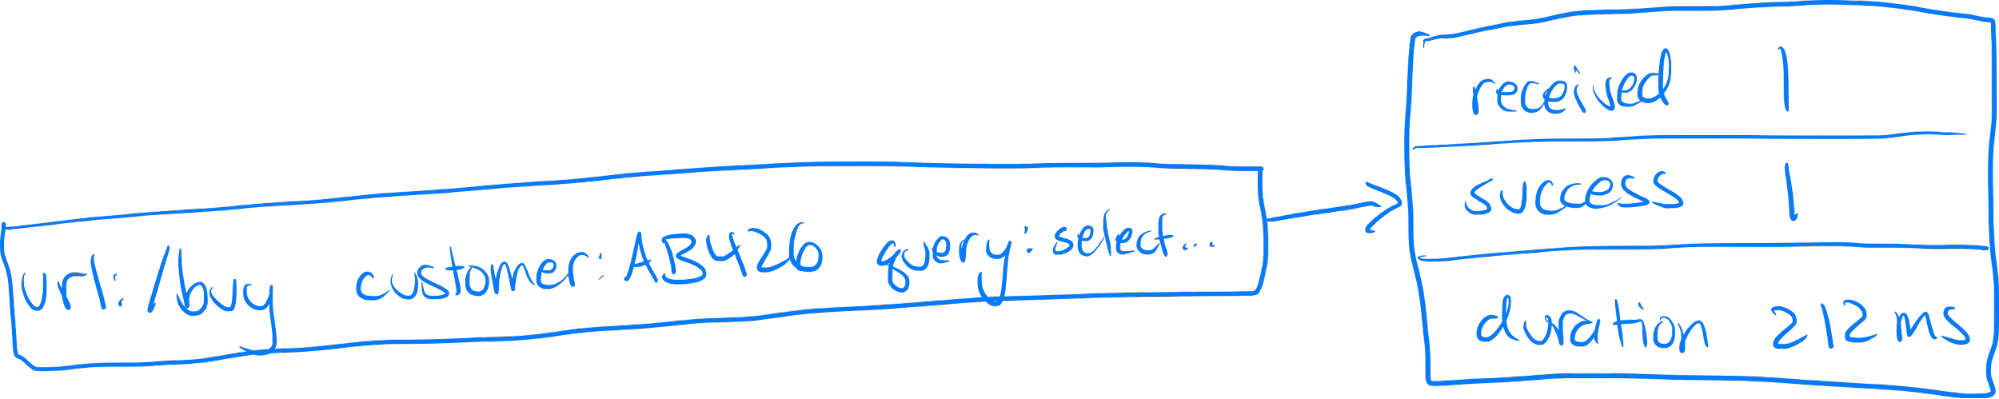 url:/buy customer:AB426 query:select...
received 1
success 1
duration 212ms